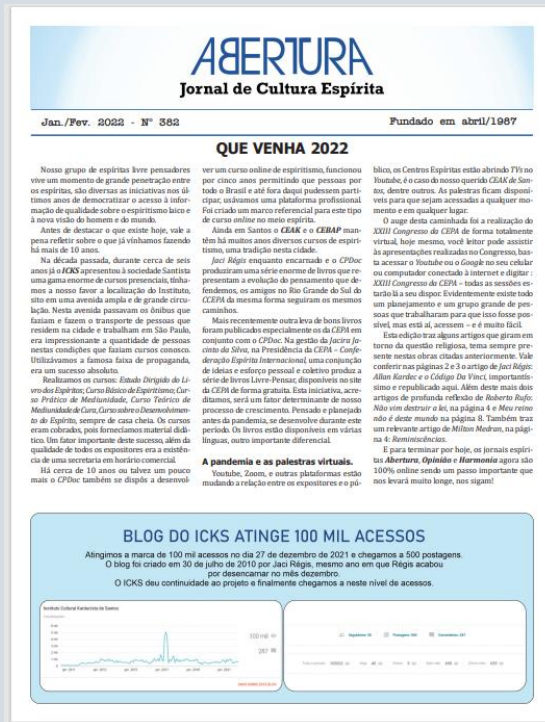 ABERTURA
Jornal de Cultura Espírita
Jan./Fev. 2022 - Nº 382
Fundado em abril/1987
QUE VENHA 2022
Nosso grupo de espíritas livre pensadores
vive um momento de grande penetração entre
os espíritas, são diversas as iniciativas nos úl-
timos anos de democratizar o acesso à infor-
mação de qualidade sobre o espiritismo laico e
à nova visão do homem e do mundo.
Antes de destacar o que existe hoje, vale a
pena refletir sobre o que já vínhamos fazendo
há mais de 10 anos.
Na década passada, durante cerca de seis
anos já o ICKS apresentou à sociedade Santista
uma gama enorme de cursos presenciais, tínha-
mos a nosso favor a localização do Instituto,
sito em uma avenida ampla e de grande circu-
lação. Nesta avenida passavam os ônibus que
faziam e fazem o transporte de pessoas que
residem na cidade e trabalham em São Paulo,
era impressionante a quantidade de pessoas
nestas condições que faziam cursos conosco.
Utilizávamos a famosa faixa de propaganda,
era um sucesso absoluto.
Realizamos os cursos: Estudo Dirigido do Li-
vro dos Espíritos; Curso Básico de Espiritismo; Cur-
so Prático de Mediunidade, Curso Teórico de
Mediunidade de Cura, Curso sobre o Desenvolvimen-
to do Espírito, sempre de casa cheia. Os cursos
eram cobrados, pois fornecíamos material didá-
tico. Um fator importante deste sucesso, além da
qualidade de todos os expositores era a existên-
cia de uma secretaria em horário comercial.
Há cerca de 10 anos ou talvez um pouco
mais o CPDoc também se dispôs a desenvol-
ver um curso online de espiritismo, funcionou
por cinco anos permitindo que pessoas por
todo o Brasil e até fora daqui pudessem parti-
cipar, usávamos uma plataforma profissional.
Foi criado um marco referencial para este tipo
de curso online no meio espírita.
Ainda em Santos o CEAK e o CEBAP man-
têm há muitos anos diversos cursos de espiri-
tismo, uma tradição nesta cidade.
Jaci Régis enquanto encarnado e o CPDoc
produziram uma série enorme de livros que re-
presentam a evolução do pensamento que de-
fendemos, os amigos no Rio Grande do Sul do
CCEPA da mesma forma seguiram os mesmos
caminhos.
Mais recentemente outra leva de bons livros
foram publicados especialmente os da CEPA em
conjunto com o CPDoc. Na gestão da Jacira Ja-
cinto da Silva, na Presidência da CEPA – Confe-
deração Espírita Internacional, uma conjunção
de ideias e esforço pessoal e coletivo produz a
série de livros Livre-Pensar, disponíveis no site
da CEPA de forma gratuita. Esta iniciativa, acre-
ditamos, será um fator determinante de nosso
processo de crescimento. Pensado e planejado
antes da pandemia, se desenvolve durante este
período. Os livros estão disponíveis em várias
línguas, outro importante diferencial.
A pandemia e as palestras virtuais.
Youtube, Zoom, e outras plataformas estão
mudando a relação entre os expositores e o pú-
blico, os Centros Espíritas estão abrindo TVs no
Youtube, é o caso do nosso querido CEAK de San-
tos, dentre outros. As palestras ficam disponí-
veis para que sejam acessadas a qualquer mo-
mento e em qualquer lugar.
O auge desta caminhada foi a realização do
XXIII Congresso da CEPA de forma totalmente
virtual, hoje mesmo, você leitor pode assistir
às apresentações realizadas no Congresso, bas-
ta acessar o Youtube ou o Google no seu celular
ou computador conectado à internet e digitar :
XXIII Congresso da CEPA – todas as sessões es-
tarão lá a seu dispor. Evidentemente existe todo
um planejamento e um grupo grande de pes-
soas que trabalharam para que isso fosse pos-
sível, mas está aí, acessem – e é muito fácil.
Esta edição traz alguns artigos que giram em
torno da questão religiosa, tema sempre pre-
sente nestas obras citadas anteriormente. Vale
conferir nas páginas 2 e 3 o artigo de Jaci Régis:
Allan Kardec e o Código Da Vinci, importantís-
simo e republicado aqui. Além deste mais dois
artigos de profunda reflexão de Roberto Rufo:
Não vim destruir a lei, na página 4 e Meu reino
não é deste mundo na página 8. Também traz
um relevante artigo de Milton Medran, na pági-
na 4: Reminiscências.
E para terminar por hoje, os jornais espíri-
tas Abertura, Opinião e Harmonia agora são
100% online sendo um passo importante que
nos levará muito longe, nos sigam!
BLOG DO ICKS ATINGE 100 MIL ACESSOS
Atingimos a marca de 100 mil acessos no dia 27 de dezembro de 2021 e chegamos a 500 postagens.
O blog foi criado em 30 de julho de 2010 por Jaci Régis, mesmo ano em que Régis acabou
por desencarnar no mês dezembro.
O ICKS deu continuidade ao projeto e finalmente chegamos a neste nível de acessos.
Instituto Cultural Kardecista de Santos
100 mil
287